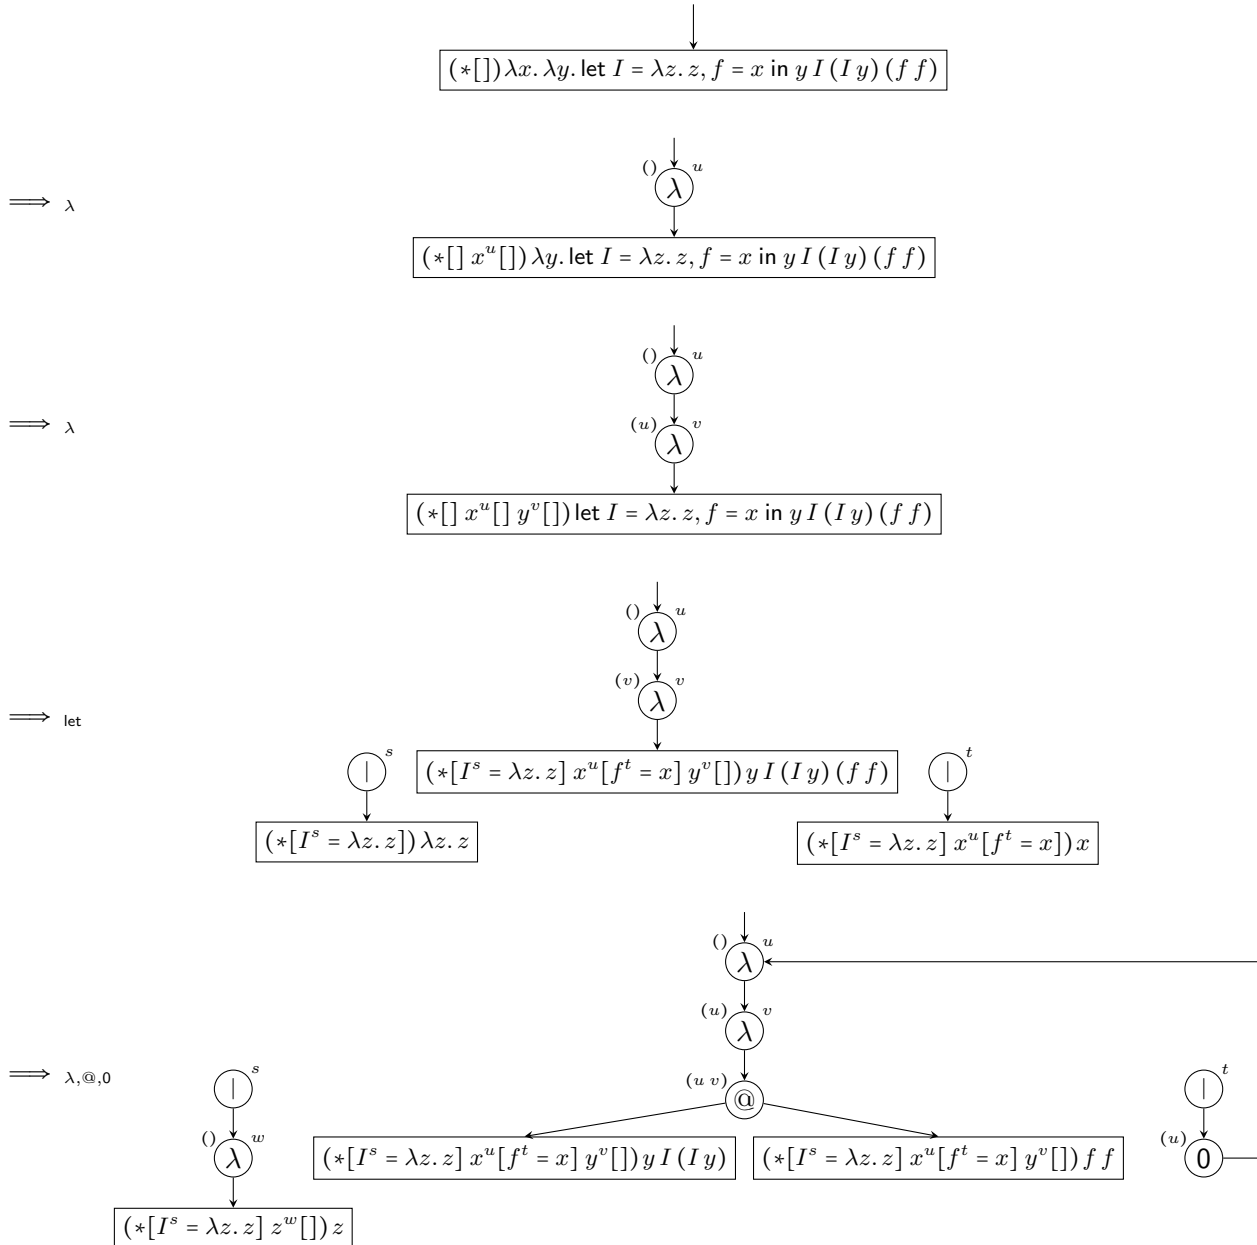 (∗[]) λx. λy. let I = λz. z, f = x in y I (I y) (f f)
⟹ λ
() λ u
(∗[] x^u[]) λy. let I = λz. z, f = x in y I (I y) (f f)
⟹ λ
() λ u
(u) λ v
(∗[] x^u[] y^v[]) let I = λz. z, f = x in y I (I y) (f f)
⟹ let
() λ u
(v) λ v
| s
(∗[I^s = λz. z] x^u[f^t = x] y^v[]) y I (I y) (f f)
| t
(∗[I^s = λz. z]) λz. z
(∗[I^s = λz. z] x^u[f^t = x]) x
⟹ λ,@,0
() λ u
(u) λ v
| s
(u v) @
| t
() λ w
(∗[I^s = λz. z] x^u[f^t = x] y^v[]) y I (I y)
(∗[I^s = λz. z] x^u[f^t = x] y^v[]) f f
(u) 0
(∗[I^s = λz. z] z^w[]) z